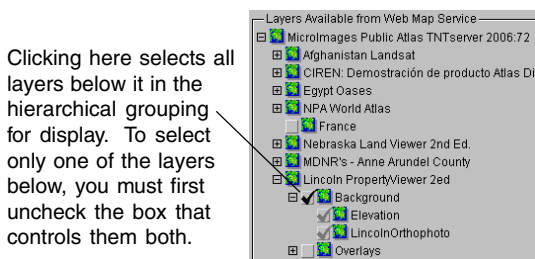 Clicking here selects all
layers below it in the
hierarchical grouping
for display. To select
only one of the layers
below, you must first
uncheck the box that
controls them both.
Layers Available from Web Map Service
MicroImages Public Atlas TNTserver 2006:72
Afghanistan Landsat
CIREN: Demostración de producto Atlas Di
Egypt Oases
NPA World Atlas
France
Nebraska Land Viewer 2nd Ed.
MDNR's - Anne Arundel County
Lincoln PropertyViewer 2ed
Background
Elevation
LincolnOrthophoto
Overlays